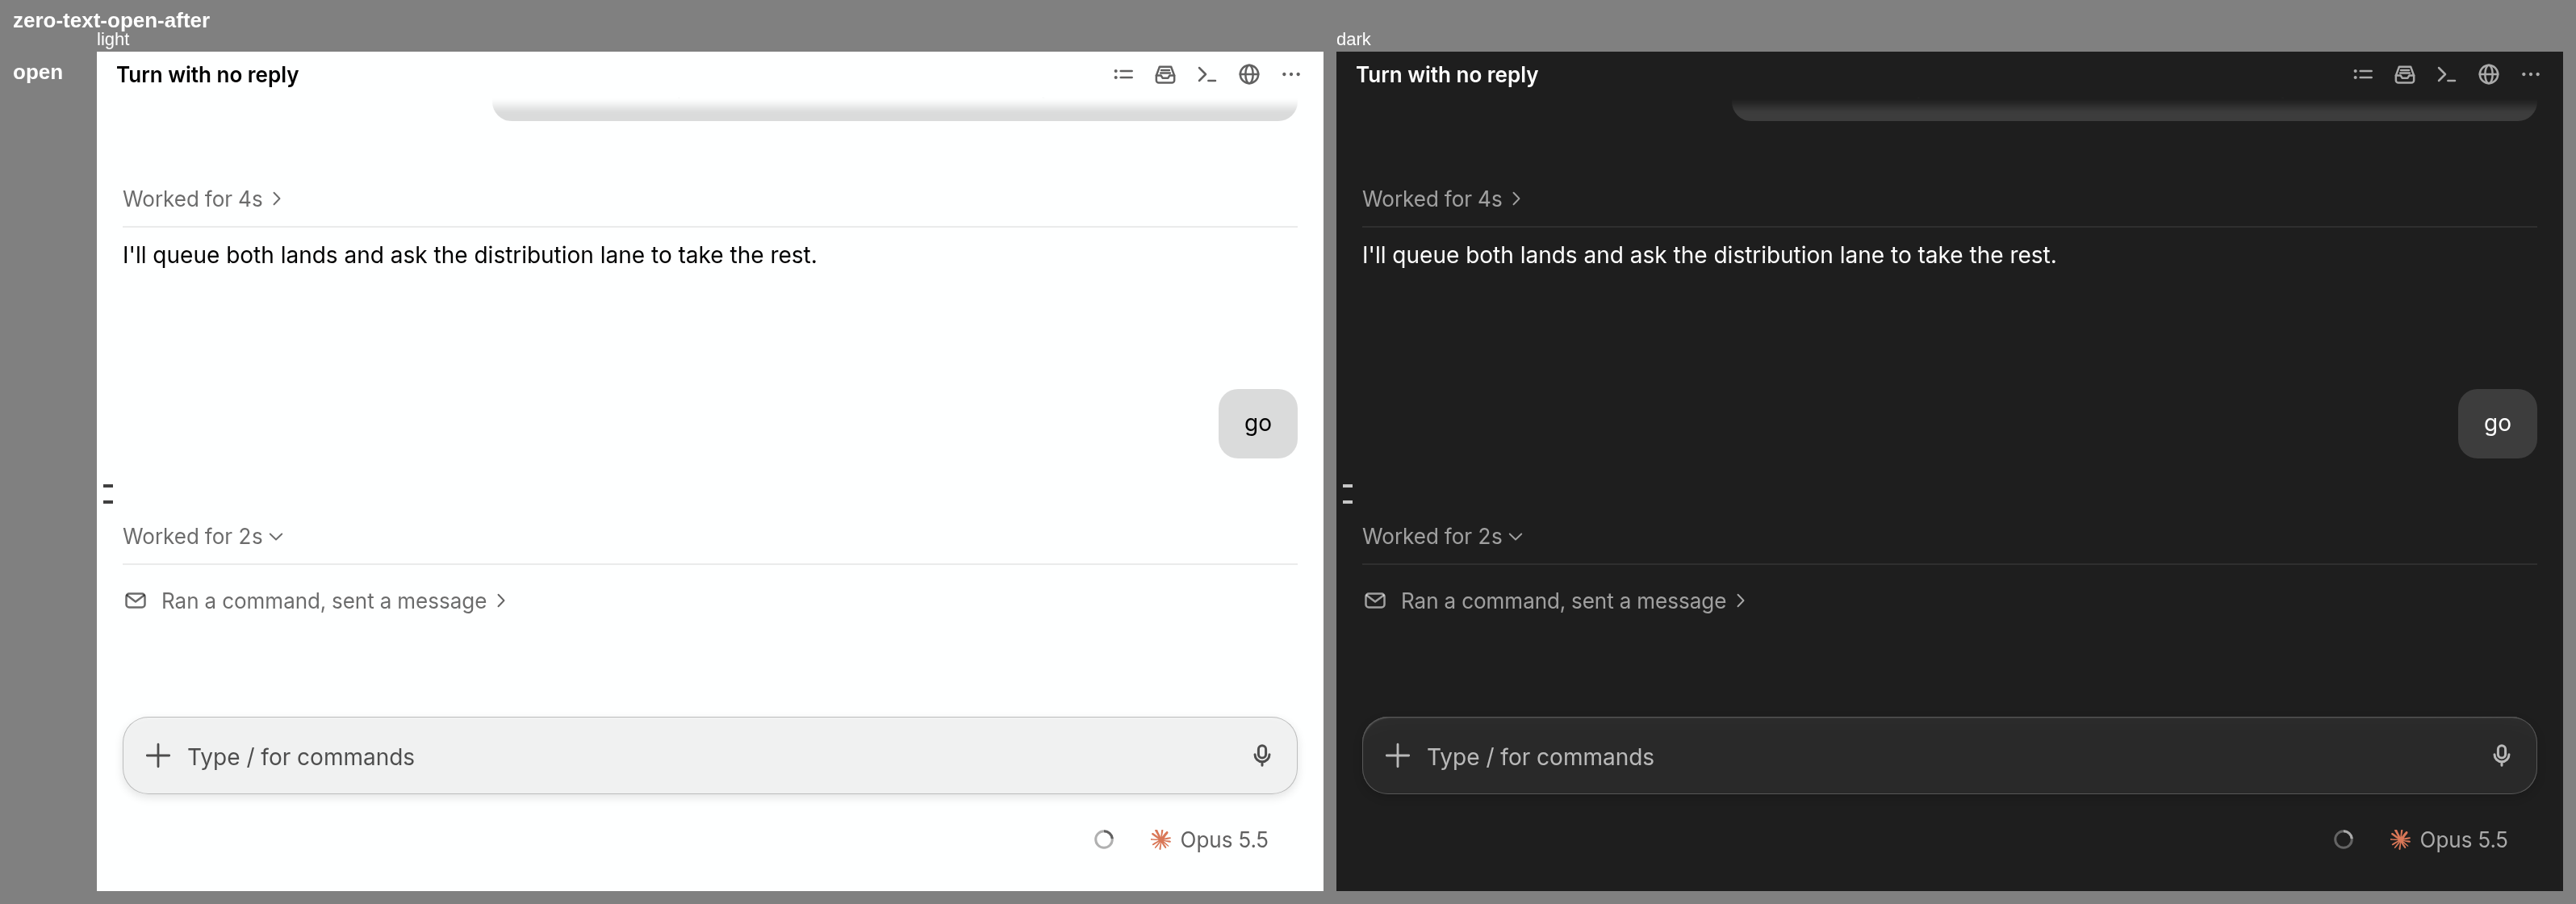 zero-text-open-after
light
dark
open
Turn with no reply
Worked for 4s
I'll queue both lands and ask the distribution lane to take the rest.
go
Worked for 2s
Ran a command, sent a message
Type / for commands
Opus 5.5
Turn with no reply
Worked for 4s
I'll queue both lands and ask the distribution lane to take the rest.
go
Worked for 2s
Ran a command, sent a message
Type / for commands
Opus 5.5